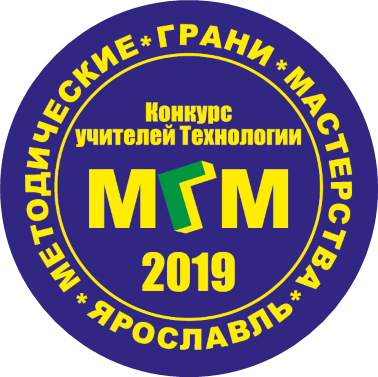 МЕТОДИЧЕСКИЕ*ГРАНИ*МАСТЕРСТВА*ЯРОСЛАВЛЬ*
Конкурс
учителей Технологии
МГМ
2019